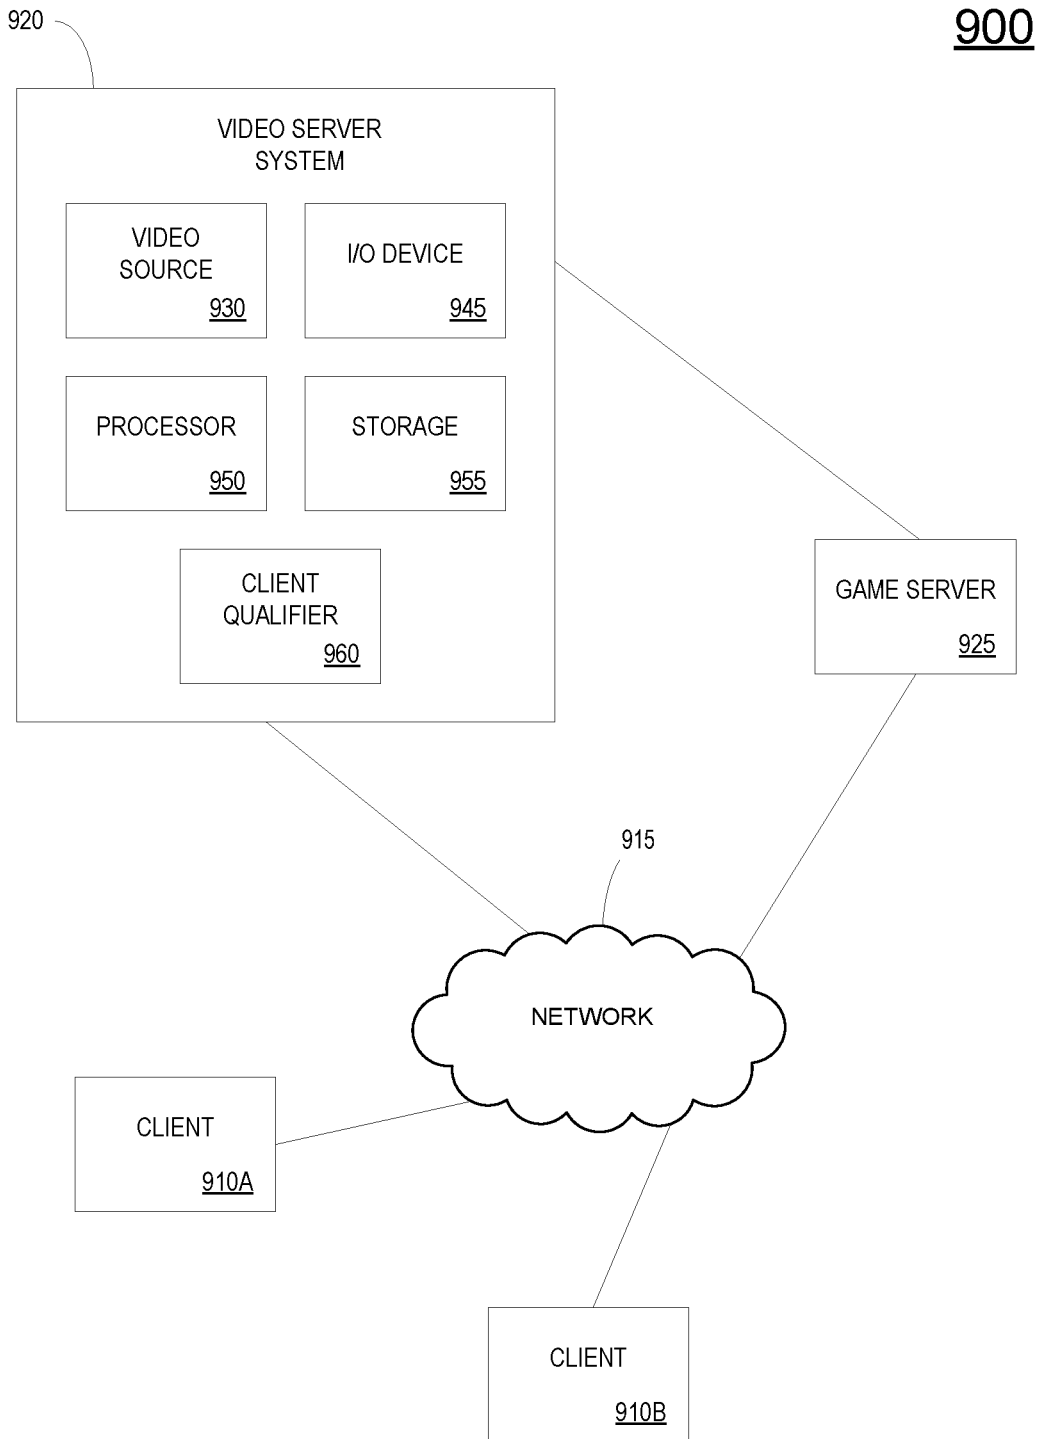 920
900
VIDEO SERVER
SYSTEM
VIDEO
SOURCE
930
I/O DEVICE
945
PROCESSOR
950
STORAGE
955
CLIENT
QUALIFIER
960
GAME SERVER
925
915
NETWORK
CLIENT
910A
CLIENT
910B